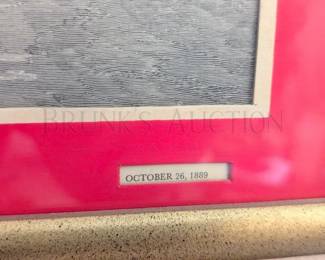 BRUNK'S AUCTION
OCTOBER 26, 1889